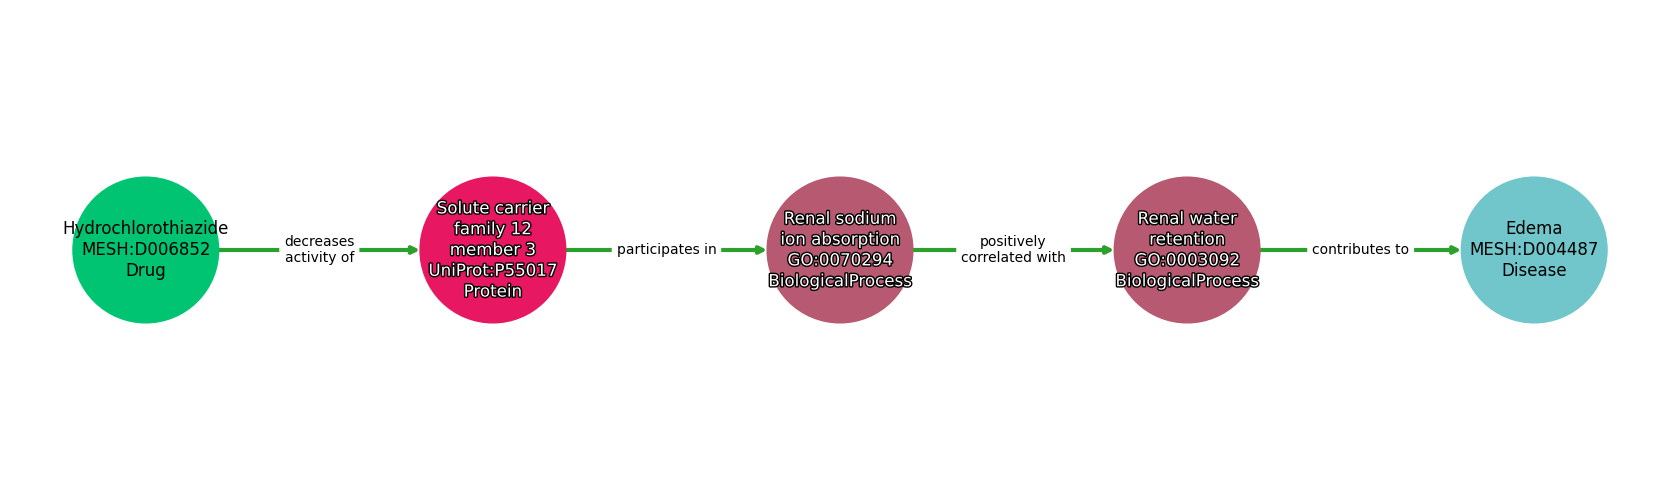 Hydrochlorothiazide
MESH:D006852
Drug
decreases
activity of
Solute carrier
family 12
member 3
UniProt:P55017
Protein
participates in
Renal sodium
ion absorption
GO:0070294
BiologicalProcess
positively
correlated with
Renal water
retention
GO:0003092
BiologicalProcess
contributes to
Edema
MESH:D004487
Disease